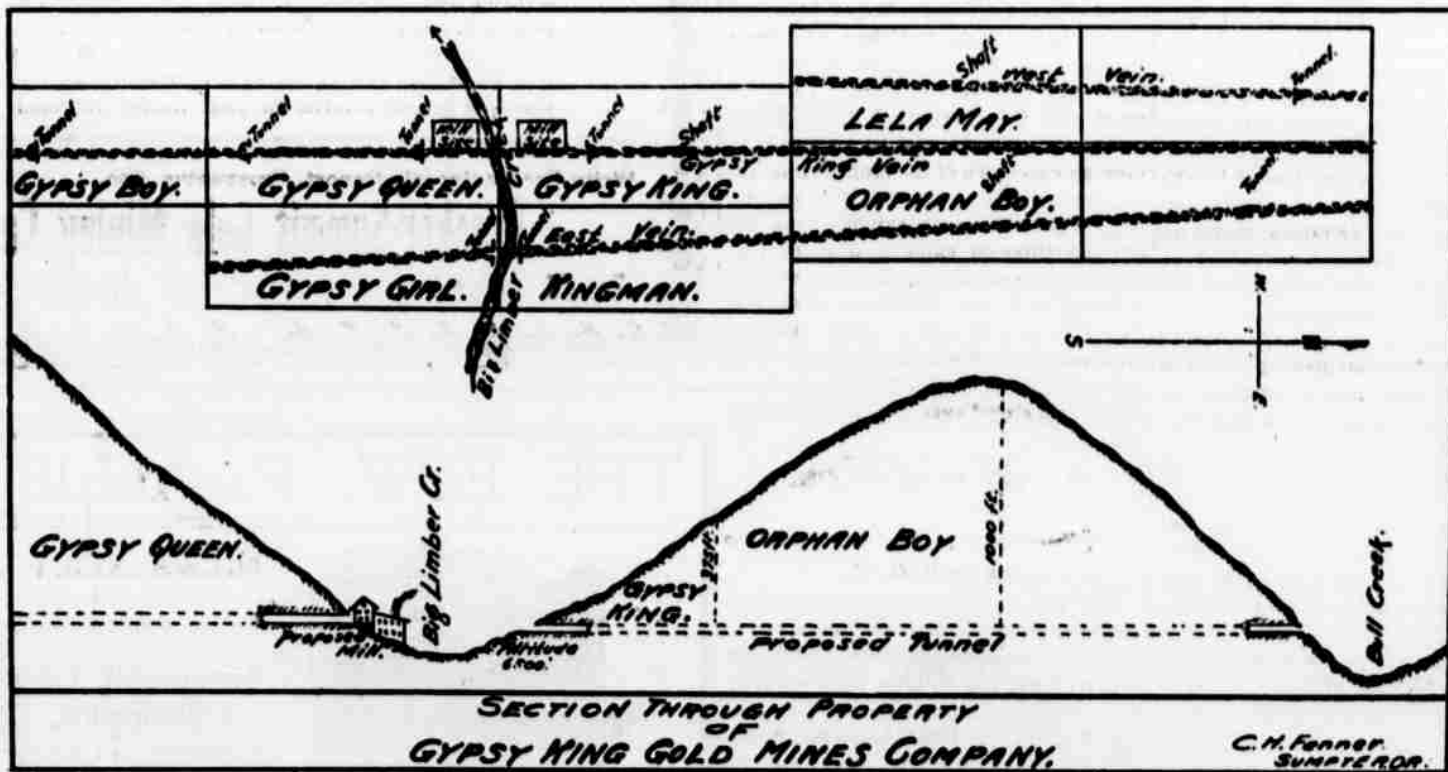 Shaft West Vein. Tunnel.
LELA MAY.
Tunnel Tunnel Tunnel MILL SITE MILL SITE Tunnel Shaft
Gypsy King Vein
GYPSY BOY. GYPSY QUEEN. GYPSY KING.
Shaft Tunnel
ORPHAN BOY.
East Vein.
GYPSY GIRL. KINGMAN.
Big Limber Cr.
S N
W
E
GYPSY QUEEN.
Big Limber Cr.
GYPSY
KING.
ORPHAN BOY
1000 ft.
Bull Creek.
Proposed
Mill.
Altitude
Proposed Tunnel
SECTION THROUGH PROPERTY
OF
GYPSY KING GOLD MINES COMPANY.
C.H. Fenner.
SUMPTER.OR.